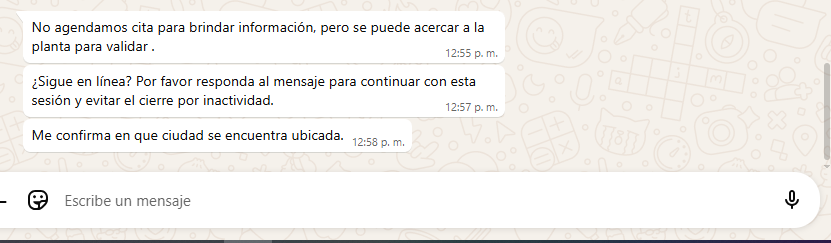 No agendamos cita para brindar información, pero se puede acercar a la
planta para validar .
12:55 p. m.
¿Sigue en línea? Por favor responda al mensaje para continuar con esta
sesión y evitar el cierre por inactividad.
12:57 p. m.
Me confirma en que ciudad se encuentra ubicada.
12:58 p. m.
Escribe un mensaje